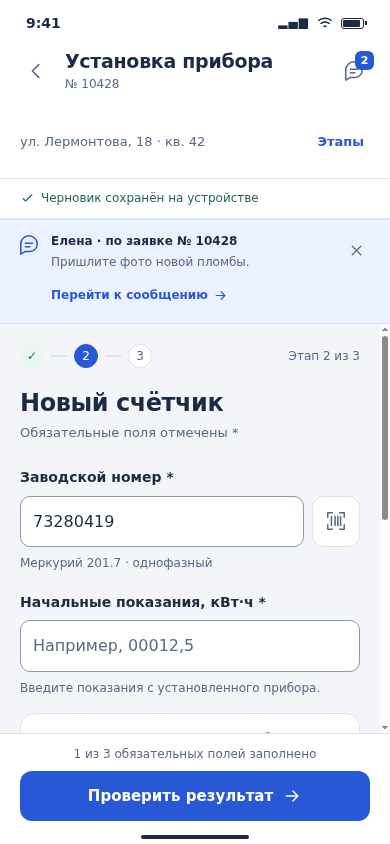 9:41
Установка прибора
№ 10428
2
ул. Лермонтова, 18 · кв. 42
Этапы
Черновик сохранён на устройстве
Елена · по заявке № 10428
Пришлите фото новой пломбы.
Перейти к сообщению →
✓ 2 3
Этап 2 из 3
Новый счётчик
Обязательные поля отмечены *
Заводской номер *
73280419
Меркурий 201.7 · однофазный
Начальные показания, кВт·ч *
Например, 00012,5
Введите показания с установленного прибора.
1 из 3 обязательных полей заполнено
Проверить результат →